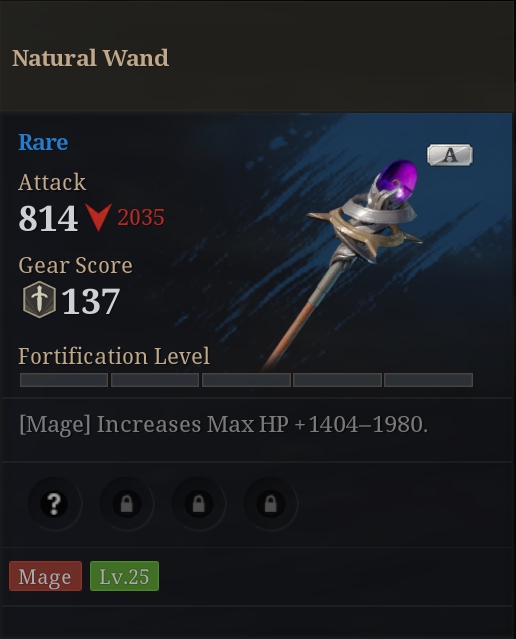 Natural Wand
Rare
A
Attack
814 2035
Gear Score
137
Fortification Level
[Mage] Increases Max HP +1404–1980.
?
Mage Lv.25